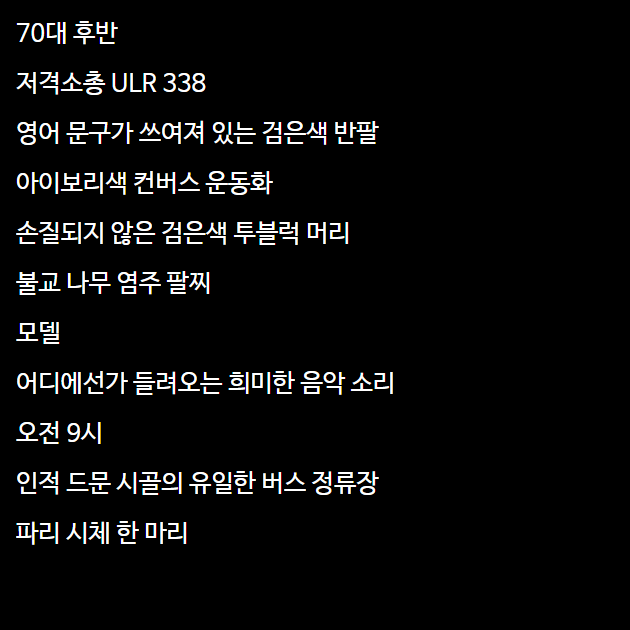 70대 후반
저격소총 ULR 338
영어 문구가 쓰여져 있는 검은색 반팔
아이보리색 컨버스 운동화
손질되지 않은 검은색 투블럭 머리
불교 나무 염주 팔찌
모델
어디에선가 들려오는 희미한 음악 소리
오전 9시
인적 드문 시골의 유일한 버스 정류장
파리 시체 한 마리